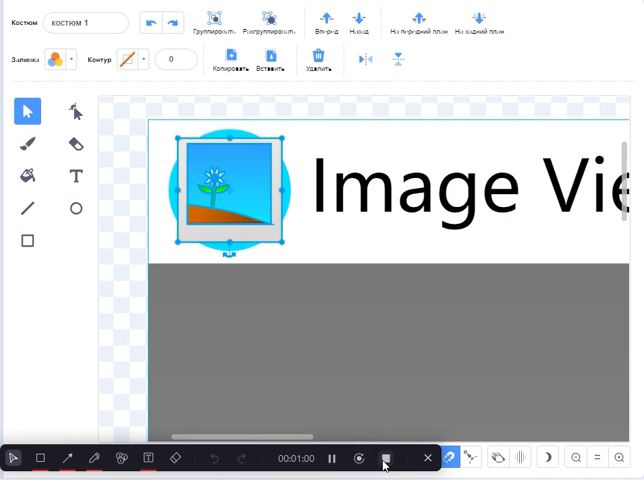 Костюм
костюм 1
Группировать
Разгруппировать
Вперед
Назад
На передний план
На задний план
Заливка
Контур
0
Копировать
Вставить
Удалить
T
Image Vie
T
00:01:00